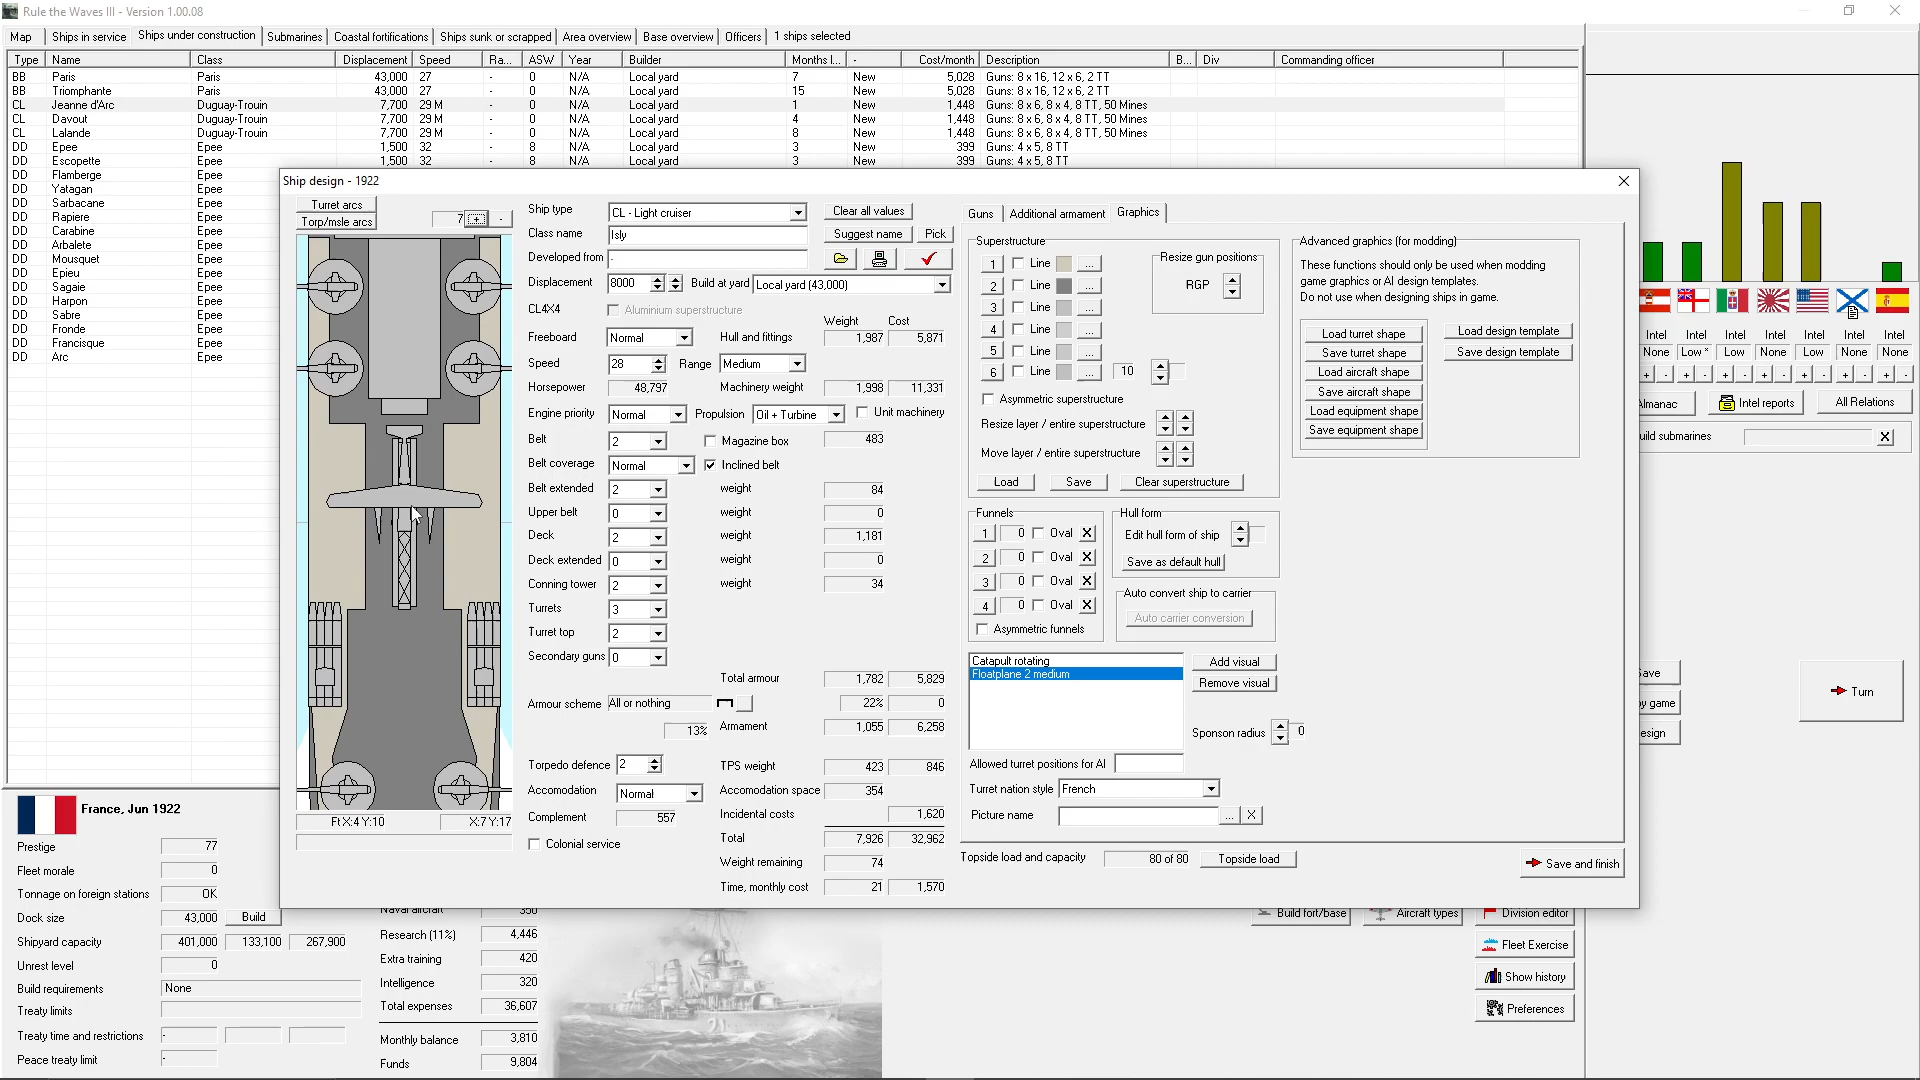 Rule the Waves III - Version 1.00.08
Map Ships in service Ships under construction Submarines Coastal fortifications Ships sunk or scrapped Area overview Base overview Officers 1 ships selected
Type Name Class Displacement Speed Ra... ASW Year Builder Months l... - Cost/month Description B... Div Commanding officer
BB Paris Paris 43,000 27 - 0 N/A Local yard 7 New 5,028 Guns: 8 x 16, 12 x 6, 2 TT
BB Triomphante Paris 43,000 27 - 0 N/A Local yard 15 New 5,028 Guns: 8 x 16, 12 x 6, 2 TT
CL Jeanne d'Arc Duguay-Trouin 7,700 29 M - 0 N/A Local yard 1 New 1,448 Guns: 8 x 6, 8 x 4, 8 TT, 50 Mines
CL Davout Duguay-Trouin 7,700 29 M - 0 N/A Local yard 4 New 1,448 Guns: 8 x 6, 8 x 4, 8 TT, 50 Mines
CL Lalande Duguay-Trouin 7,700 29 M - 0 N/A Local yard 8 New 1,448 Guns: 8 x 6, 8 x 4, 8 TT, 50 Mines
DD Epee Epee 1,500 32 - 8 N/A Local yard 3 New 399 Guns: 4 x 5, 8 TT
DD Escopette Epee 1,500 32 - 8 N/A Local yard 3 New 399 Guns: 4 x 5, 8 TT
DD Flamberge Epee
DD Yatagan Epee
DD Sarbacane Epee
DD Rapiere Epee
DD Carabine Epee
DD Arbalete Epee
DD Mousquet Epee
DD Epieu Epee
DD Sagaie Epee
DD Harpon Epee
DD Sabre Epee
DD Fronde Epee
DD Francisque Epee
DD Arc Epee
Ship design - 1922
Turret arcs
Torp/msle arcs
7 + -
Ft X:4 Y:10 X:7 Y:17
Ship type CL - Light cruiser Clear all values
Class name Isly Suggest name Pick
Developed from -
Displacement 8000 Build at yard Local yard (43,000)
CL4X4 Aluminium superstructure
Weight Cost
Freeboard Normal Hull and fittings 1,987 5,871
Speed 28 Range Medium
Horsepower 48,797 Machinery weight 1,998 11,331
Engine priority Normal Propulsion Oil + Turbine Unit machinery
Belt 2 Magazine box 483
Belt coverage Normal Inclined belt
Belt extended 2 weight 84
Upper belt 0 weight 0
Deck 2 weight 1,181
Deck extended 0 weight 0
Conning tower 2 weight 34
Turrets 3
Turret top 2
Secondary guns 0
Total armour 1,782 5,829
Armour scheme All or nothing 22% 0
13% Armament 1,055 6,258
Torpedo defence 2 TPS weight 423 846
Accomodation Normal Accomodation space 354
Complement 557 Incidental costs 1,620
Colonial service Total 7,926 32,962
Weight remaining 74
Time, monthly cost 21 1,570
Guns Additional armament Graphics
Superstructure
1 Line ...
2 Line ...
3 Line ...
4 Line ...
5 Line ...
6 Line ... 10
Resize gun positions
RGP
Asymmetric superstructure
Resize layer / entire superstructure
Move layer / entire superstructure
Load Save Clear superstructure
Funnels
1 0 Oval X
2 0 Oval X
3 0 Oval X
4 0 Oval X
Asymmetric funnels
Hull form
Edit hull form of ship
Save as default hull
Auto convert ship to carrier
Auto carrier conversion
Catapult rotating
Floatplane 2 medium
Add visual
Remove visual
Sponson radius 0
Allowed turret positions for AI
Turret nation style French
Picture name ... X
Topside load and capacity 80 of 80 Topside load
Advanced graphics (for modding)
These functions should only be used when modding
game graphics or AI design templates.
Do not use when designing ships in game.
Load turret shape
Save turret shape
Load aircraft shape
Save aircraft shape
Load equipment shape
Save equipment shape
Load design template
Save design template
Save and finish
Intel Intel Intel Intel Intel Intel Intel
None Low * Low None Low None None
+ - + - + - + - + - + - + -
Almanac Intel reports All Relations
uild submarines X
ave
by game
esign
Turn
France, Jun 1922
Prestige 77
Fleet morale 0
Tonnage on foreign stations OK
Dock size 43,000 Build
Shipyard capacity 401,000 133,100 267,900
Unrest level 0
Build requirements None
Treaty limits
Treaty time and restrictions -
Peace treaty limit -
Naval aircraft 350
Research (11%) 4,446
Extra training 420
Intelligence 320
Total expenses 36,607
Monthly balance 3,810
Funds 9,804
Build fort/base Aircraft types Division editor
Fleet Exercise
Show history
Preferences